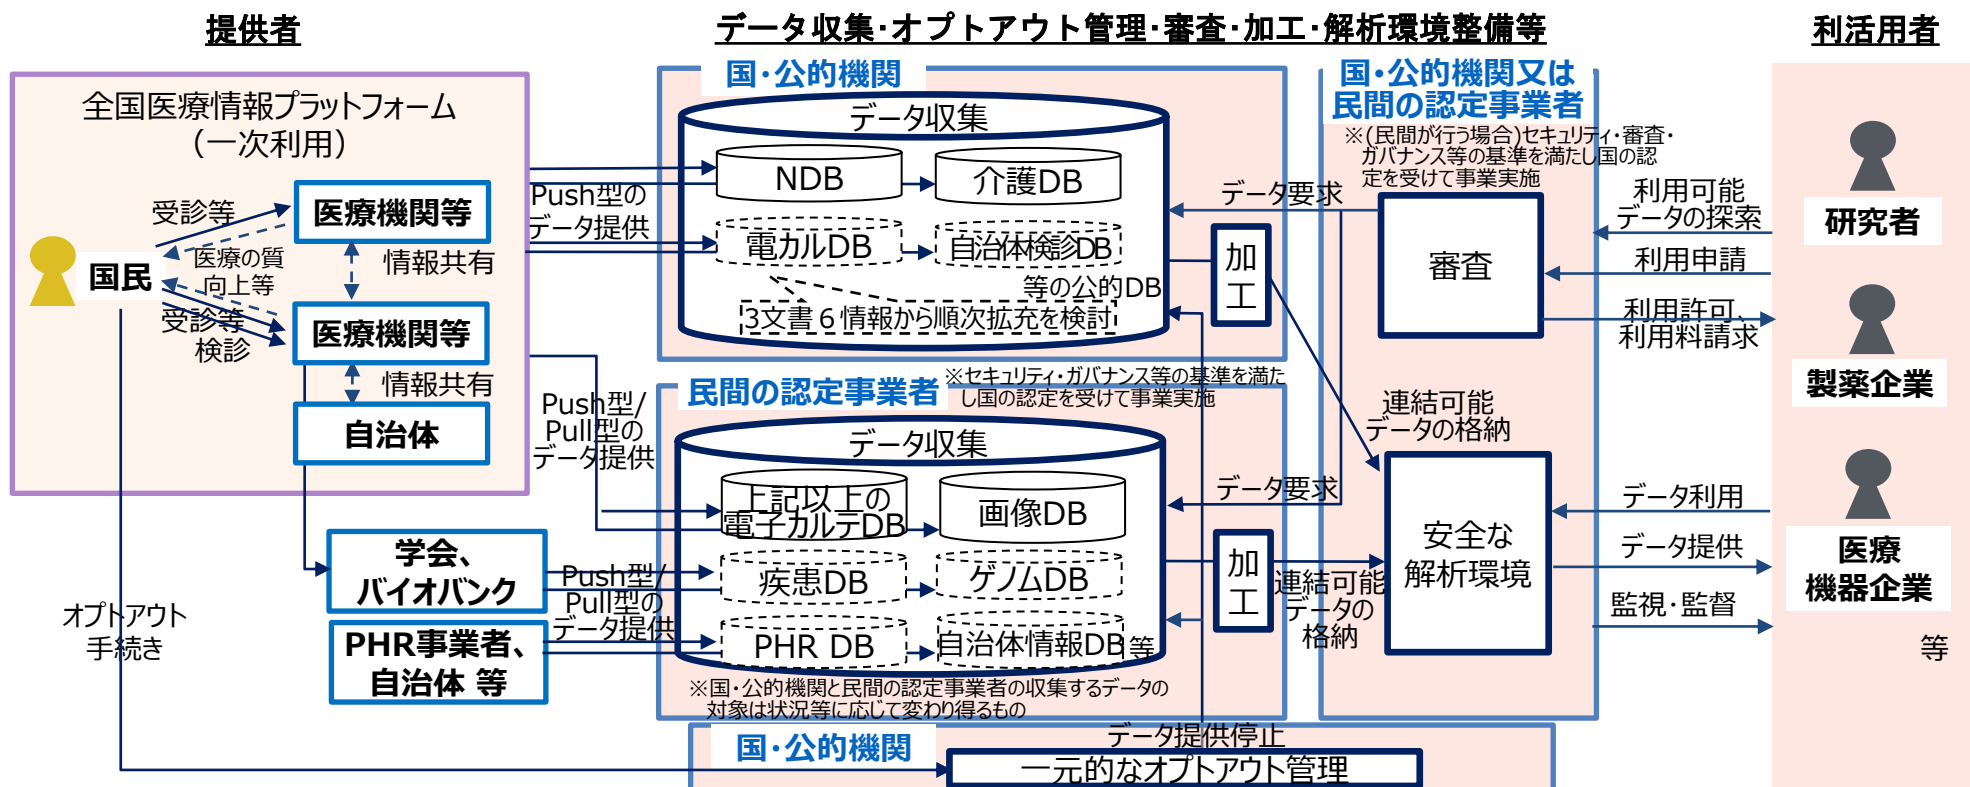 提供者
データ収集・オプトアウト管理・審査・加工・解析環境整備等
利活用者
全国医療情報プラットフォーム
（一次利用）
受診等
医療機関等
国民
医療の質
向上等
情報共有
受診等
検診
医療機関等
情報共有
自治体
学会、
バイオバンク
PHR事業者、
自治体 等
オプトアウト
手続き
Push型の
データ提供
Push型/
Pull型の
データ提供
Push型/
Pull型の
データ提供
国・公的機関
データ収集
NDB
介護DB
電カルDB
自治体検診DB
等の公的DB
3文書６情報から順次拡充を検討
加
工
民間の認定事業者
※セキュリティ・ガバナンス等の基準を満た
し国の認定を受けて事業実施
データ収集
上記以上の
電子カルテDB
画像DB
疾患DB
ゲノムDB
PHR DB
自治体情報DB
等
※国・公的機関と民間の認定事業者の収集するデータの
対象は状況等に応じて変わり得るもの
加
工
国・公的機関
データ提供停止
一元的なオプトアウト管理
国・公的機関又は
民間の認定事業者
※(民間が行う場合)セキュリティ・審査・
ガバナンス等の基準を満たし国の認
定を受けて事業実施
データ要求
審査
連結可能
データの格納
データ要求
安全な
解析環境
連結可能
データの
格納
利用可能
データの探索
利用申請
利用許可、
利用料請求
データ利用
データ提供
監視・監督
研究者
製薬企業
医療
機器企業
等